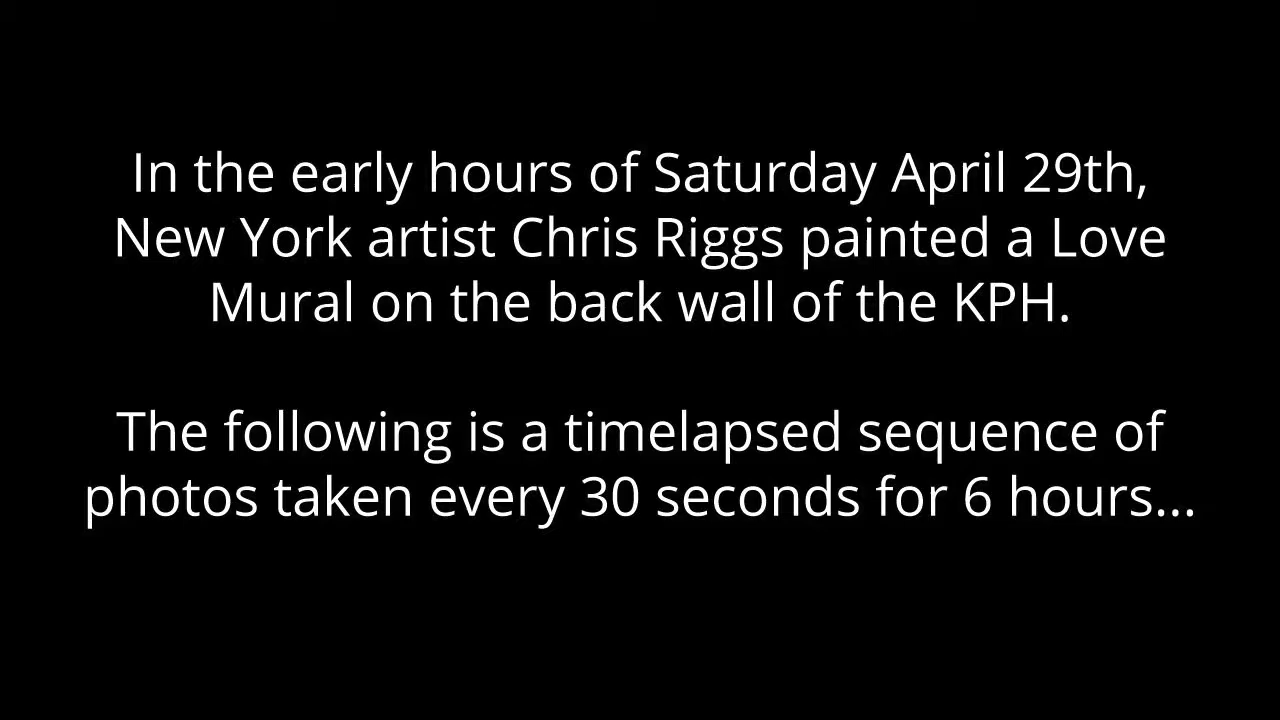 In the early hours of Saturday April 29th,
New York artist Chris Riggs painted a Love
Mural on the back wall of the KPH.
The following is a timelapsed sequence of
photos taken every 30 seconds for 6 hours...